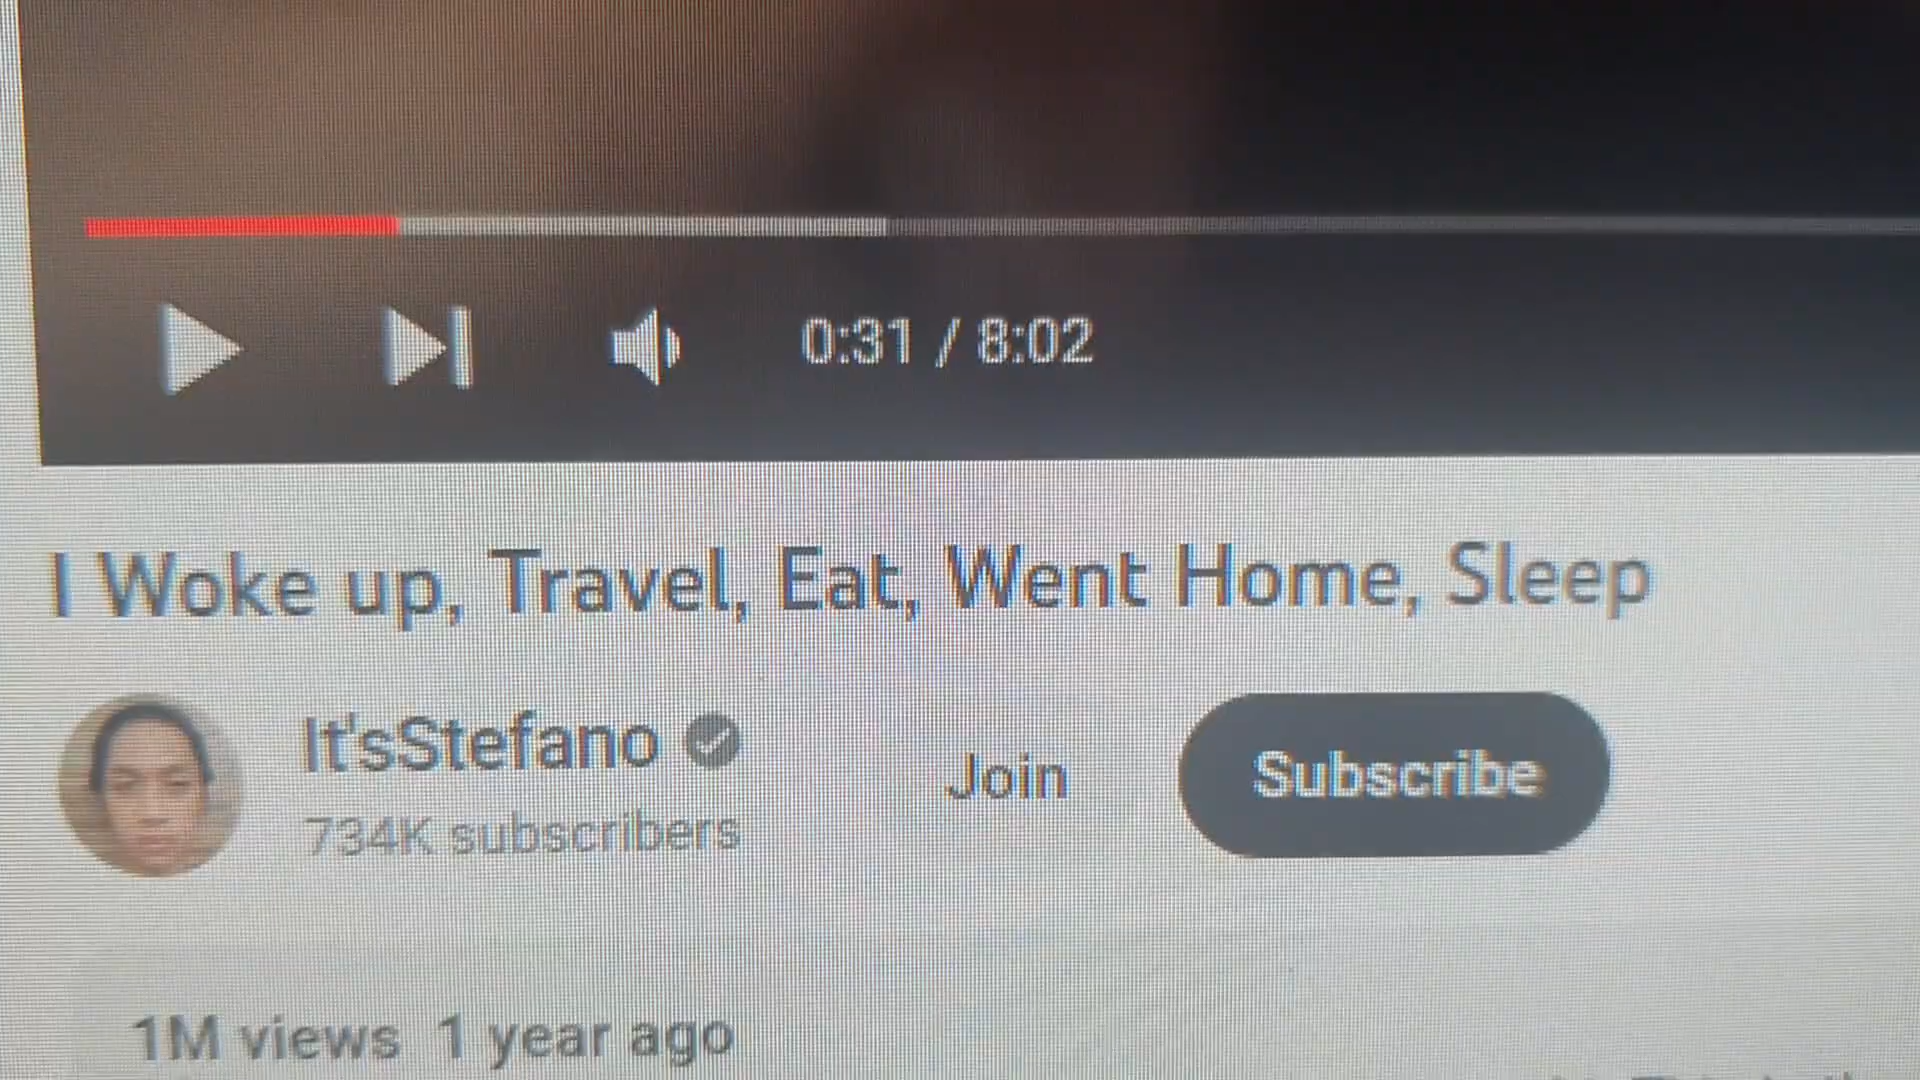 0:31 / 8:02
I Woke up, Travel, Eat, Went Home, Sleep
It'sStefano
Join
Subscribe
734K subscribers
1M views 1 year ago